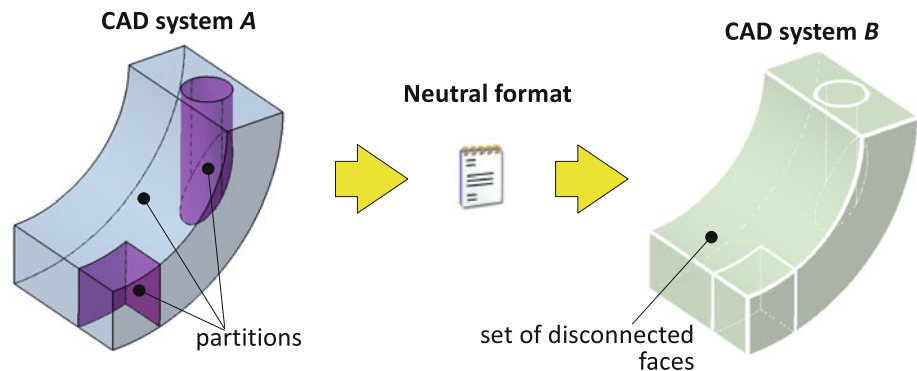 CAD system A
CAD system B
Neutral format
partitions
set of disconnected
faces